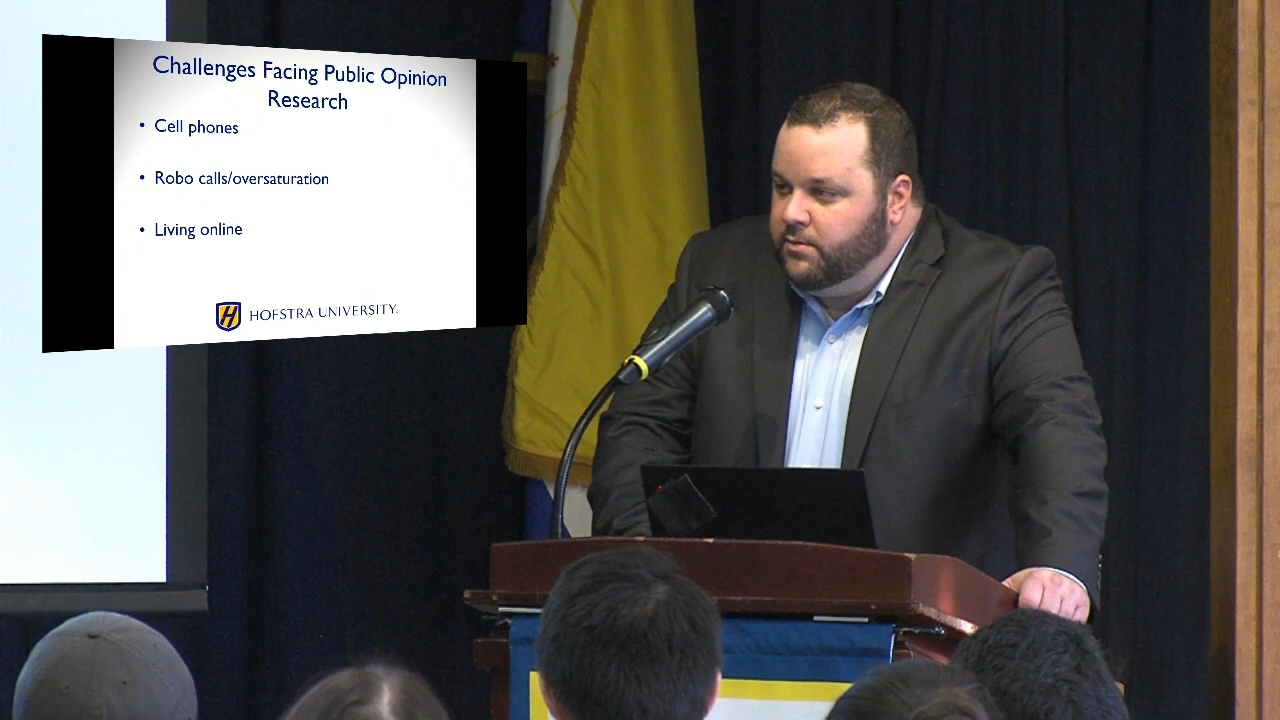 Challenges Facing Public Opinion
Research
• Cell phones
• Robo calls/oversaturation
• Living online
H HOFSTRA UNIVERSITY.